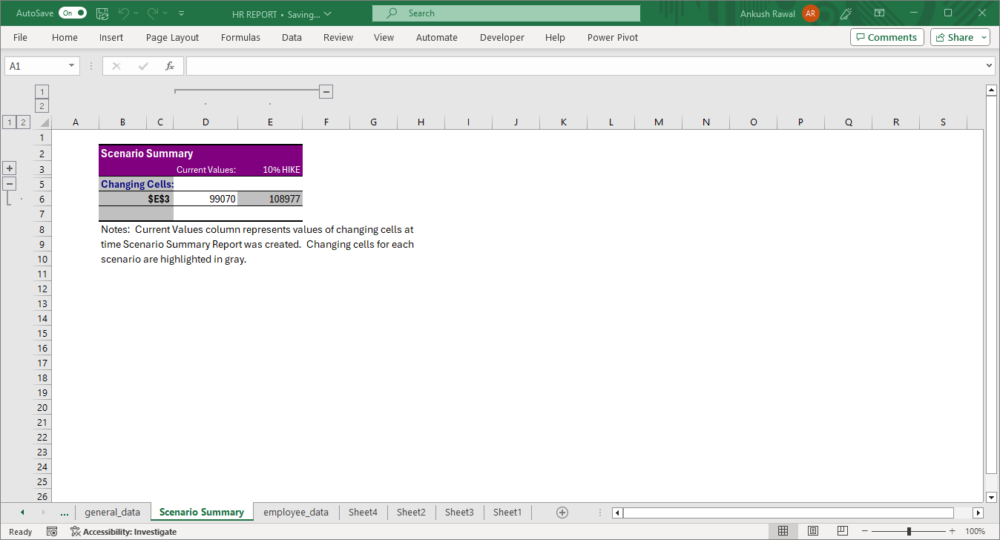 AutoSave On HR REPORT • Saving... Search Ankush Rawal AR
File Home Insert Page Layout Formulas Data Review View Automate Developer Help Power Pivot Comments Share
A1 fx
1
2
1 2 A B C D E F G H I J K L M N O P Q R S
1
2 Scenario Summary
3 Current Values: 10% HIKE
5 Changing Cells:
6 $E$3 99070 108977
7
8 Notes: Current Values column represents values of changing cells at
9 time Scenario Summary Report was created. Changing cells for each
10 scenario are highlighted in gray.
11
12
13
14
15
16
17
18
19
20
21
22
23
24
25
26
... general_data Scenario Summary employee_data Sheet4 Sheet2 Sheet3 Sheet1
Ready Accessibility: Investigate 100%